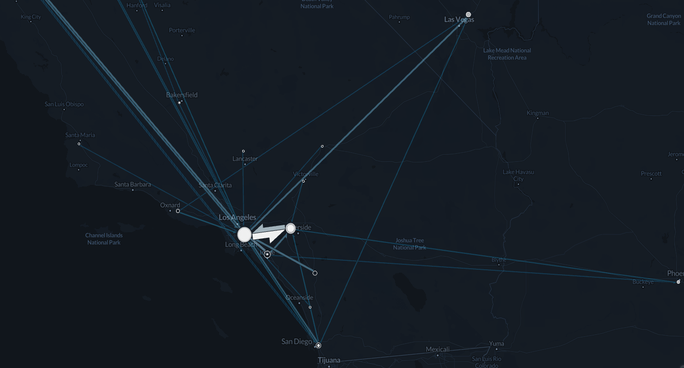 King City
Hanford
Visalia
National Park
Pahrump
Las Vegas
Grand Canyon
National Park
Porterville
Delano
Lake Mead National
Recreation Area
Bakersfield
San Luis Obispo
Kingman
Santa Maria
Lompoc
Lancaster
Victorville
Lake Havasu
City
Prescott
Santa Barbara
Santa Clarita
Oxnard
Los Angeles
Channel Islands
National Park
Long Beach
Joshua Tree
National Park
Oceanside
Phoe
Buckeye
San Diego
Tijuana
Mexicali
Yuma
San Luis Río
Colorado